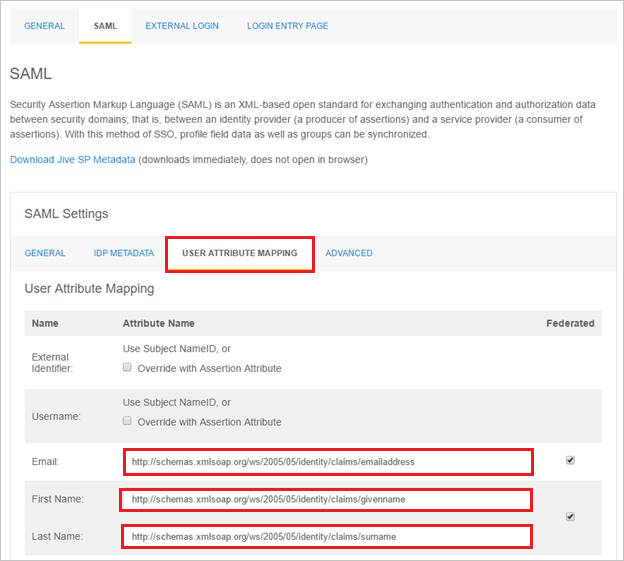 GENERAL SAML EXTERNAL LOGIN LOGIN ENTRY PAGE
SAML
Security Assertion Markup Language (SAML) is an XML-based open standard for exchanging authentication and authorization data
between security domains; that is, between an identity provider (a producer of assertions) and a service provider (a consumer of
assertions). With this method of SSO, profile field data as well as groups can be synchronized.
Download Jive SP Metadata (downloads immediately, does not open in browser)
SAML Settings
GENERAL IDP METADATA USER ATTRIBUTE MAPPING ADVANCED
User Attribute Mapping
Name Attribute Name Federated
External
Identifier:
Use Subject NameID, or
Override with Assertion Attribute
Username:
Use Subject NameID, or
Override with Assertion Attribute
Email: http://schemas.xmlsoap.org/ws/2005/05/identity/claims/emailaddress
First Name: http://schemas.xmlsoap.org/ws/2005/05/identity/claims/givenname
Last Name: http://schemas.xmlsoap.org/ws/2005/05/identity/claims/surname